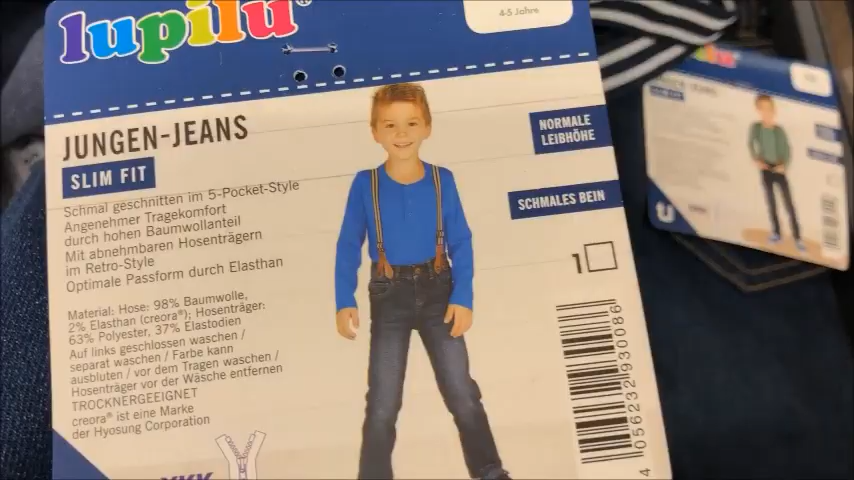 lupilu®
4-5 Jahre
JUNGEN-JEANS
SLIM FIT
NORMALE
LEIBHÖHE
SCHMALES BEIN
Schmal geschnitten im 5-Pocket-Style
Angenehmer Tragekomfort
durch hohen Baumwollanteil
Mit abnehmbaren Hosenträgern
im Retro-Style
Optimale Passform durch Elasthan
1
Material: Hose: 98% Baumwolle,
2% Elasthan (creora®); Hosenträger:
63% Polyester, 37% Elastodien
Auf links geschlossen waschen /
separat waschen / Farbe kann
ausbluten / vor dem Tragen waschen /
Hosenträger vor der Wäsche entfernen
TROCKNERGEEIGNET
creora® ist eine Marke
der Hyosung Corporation
YKK
4 056232 930086